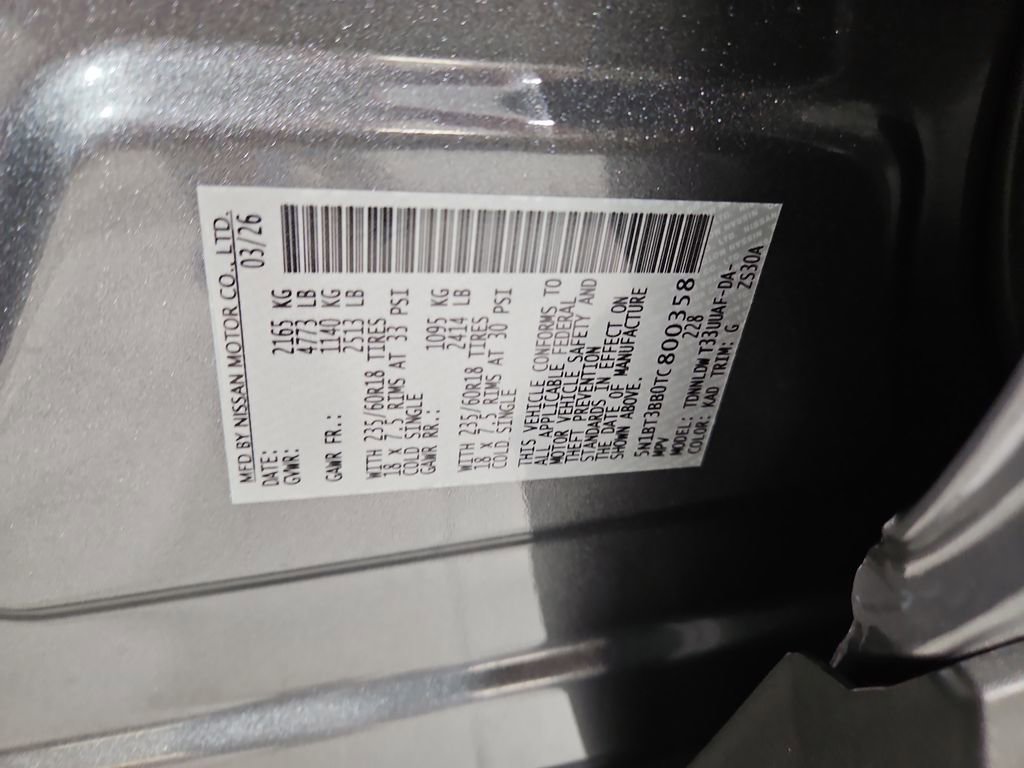 MFD BY NISSAN MOTOR CO., LTD.
DATE: 03/26
GVWR: 2165 KG
4773 LB
GAWR FR.: 1140 KG
2513 LB
WITH 235/60R18 TIRES
18 X 7.5 RIMS AT 33 PSI
COLD SINGLE
GAWR RR.: 1095 KG
2414 LB
WITH 235/60R18 TIRES
18 X 7.5 RIMS AT 30 PSI
COLD SINGLE
THIS VEHICLE CONFORMS TO
ALL APPLICABLE FEDERAL
MOTOR VEHICLE SAFETY AND
THEFT PREVENTION
STANDARDS IN EFFECT ON
THE DATE OF MANUFACTURE
SHOWN ABOVE.
5N1BT3BB0TC800358
MPV 228
MODEL: TDHNLDW T33UUAF-DA-
COLOR: KAD TRIM: G ZS30A